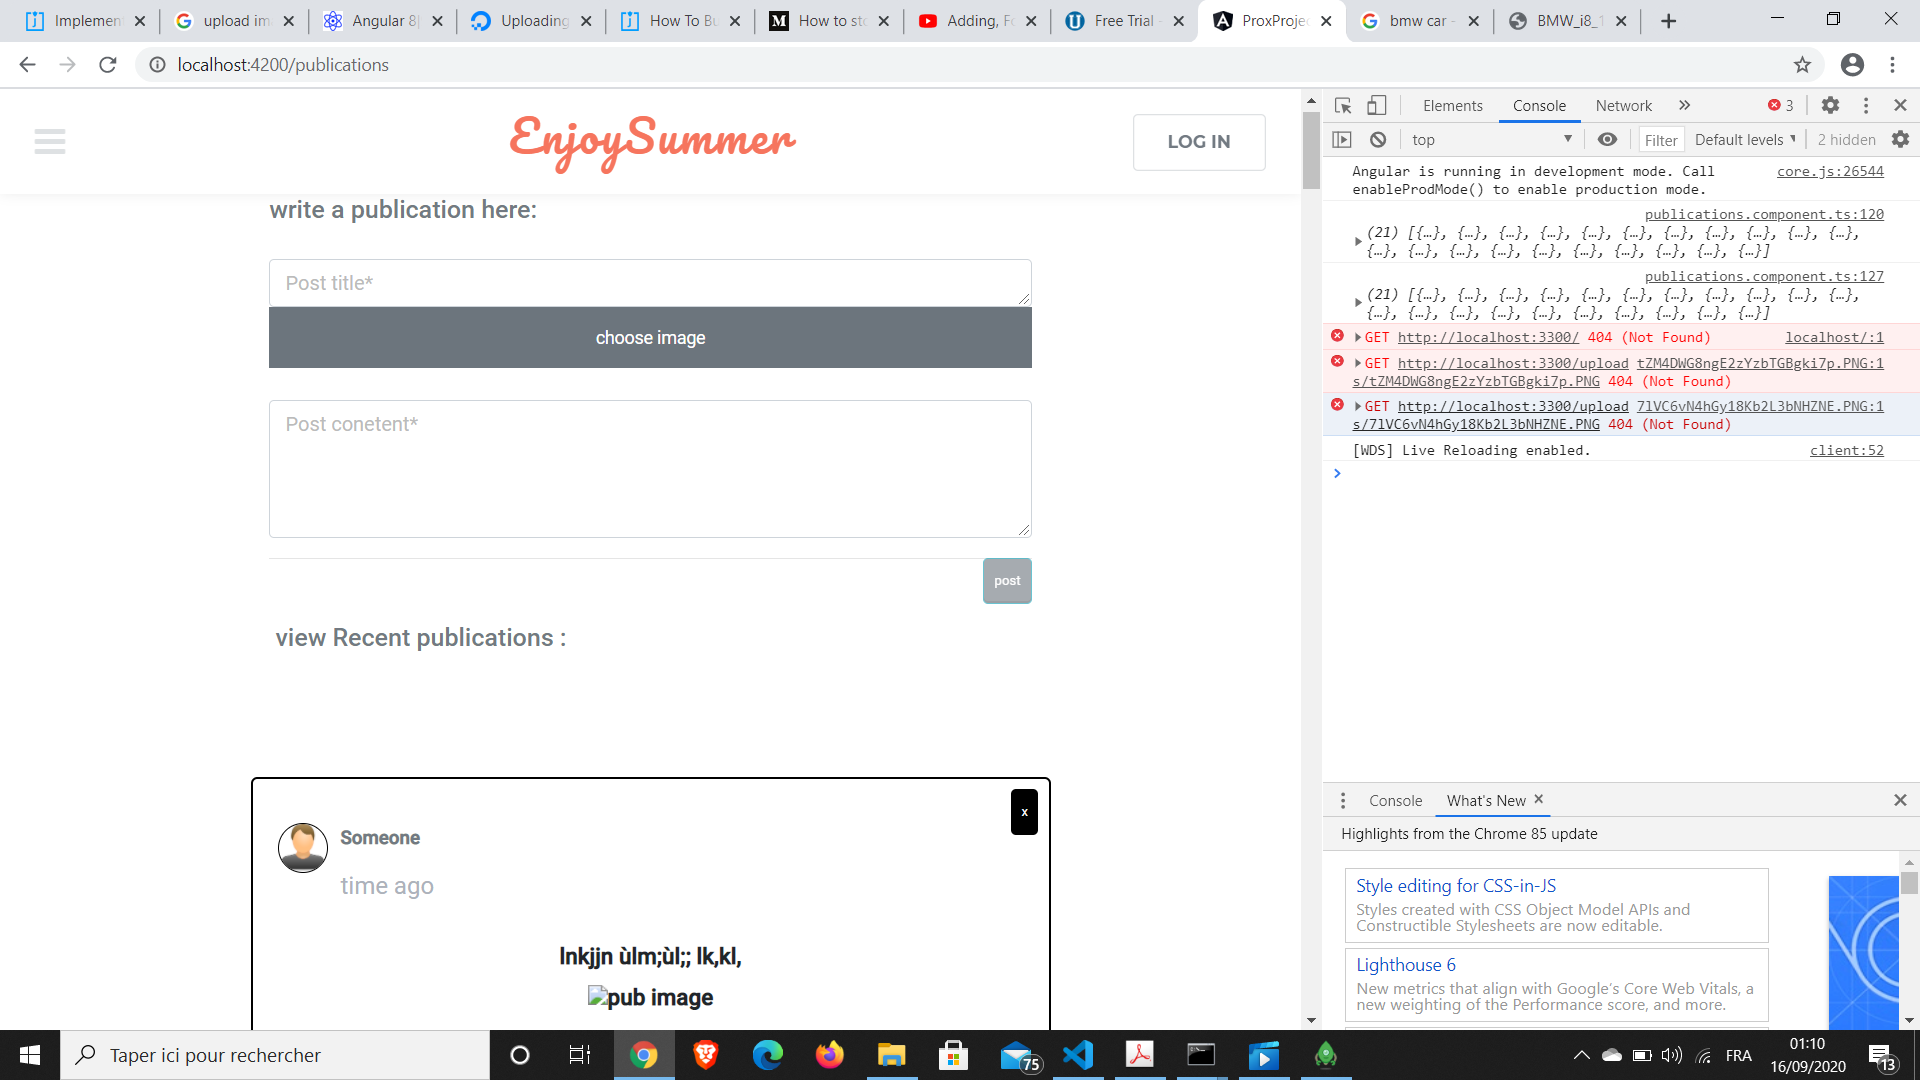 Implemen
upload im
Angular 8|
Uploading
How To Bu
How to sto
Adding, Fe
Free Trial -
ProxProjec
bmw car -
BMW_i8_1
localhost:4200/publications
EnjoySummer
LOG IN
write a publication here:
Post title*
choose image
Post conetent*
post
view Recent publications :
x
Someone
time ago
lnkjjn ùlm;ùl;; lk,kl,
pub image
Elements
Console
Network
3
top
Filter
Default levels
2 hidden
Angular is running in development mode. Call core.js:26544
enableProdMode() to enable production mode.
publications.component.ts:120
(21) [{…}, {…}, {…}, {…}, {…}, {…}, {…}, {…}, {…}, {…}, {…},
{…}, {…}, {…}, {…}, {…}, {…}, {…}, {…}, {…}, {…}]
publications.component.ts:127
(21) [{…}, {…}, {…}, {…}, {…}, {…}, {…}, {…}, {…}, {…}, {…},
{…}, {…}, {…}, {…}, {…}, {…}, {…}, {…}, {…}, {…}]
GET http://localhost:3300/ 404 (Not Found) localhost/:1
GET http://localhost:3300/upload tZM4DWG8ngE2zYzbTGBgki7p.PNG:1
s/tZM4DWG8ngE2zYzbTGBgki7p.PNG 404 (Not Found)
GET http://localhost:3300/upload 7lVC6vN4hGy18Kb2L3bNHZNE.PNG:1
s/7lVC6vN4hGy18Kb2L3bNHZNE.PNG 404 (Not Found)
[WDS] Live Reloading enabled. client:52
Console
What's New
Highlights from the Chrome 85 update
Style editing for CSS-in-JS
Styles created with CSS Object Model APIs and
Constructible Stylesheets are now editable.
Lighthouse 6
New metrics that align with Google's Core Web Vitals, a
new weighting of the Performance score, and more.
Taper ici pour rechercher
75
FRA
01:10
16/09/2020
13